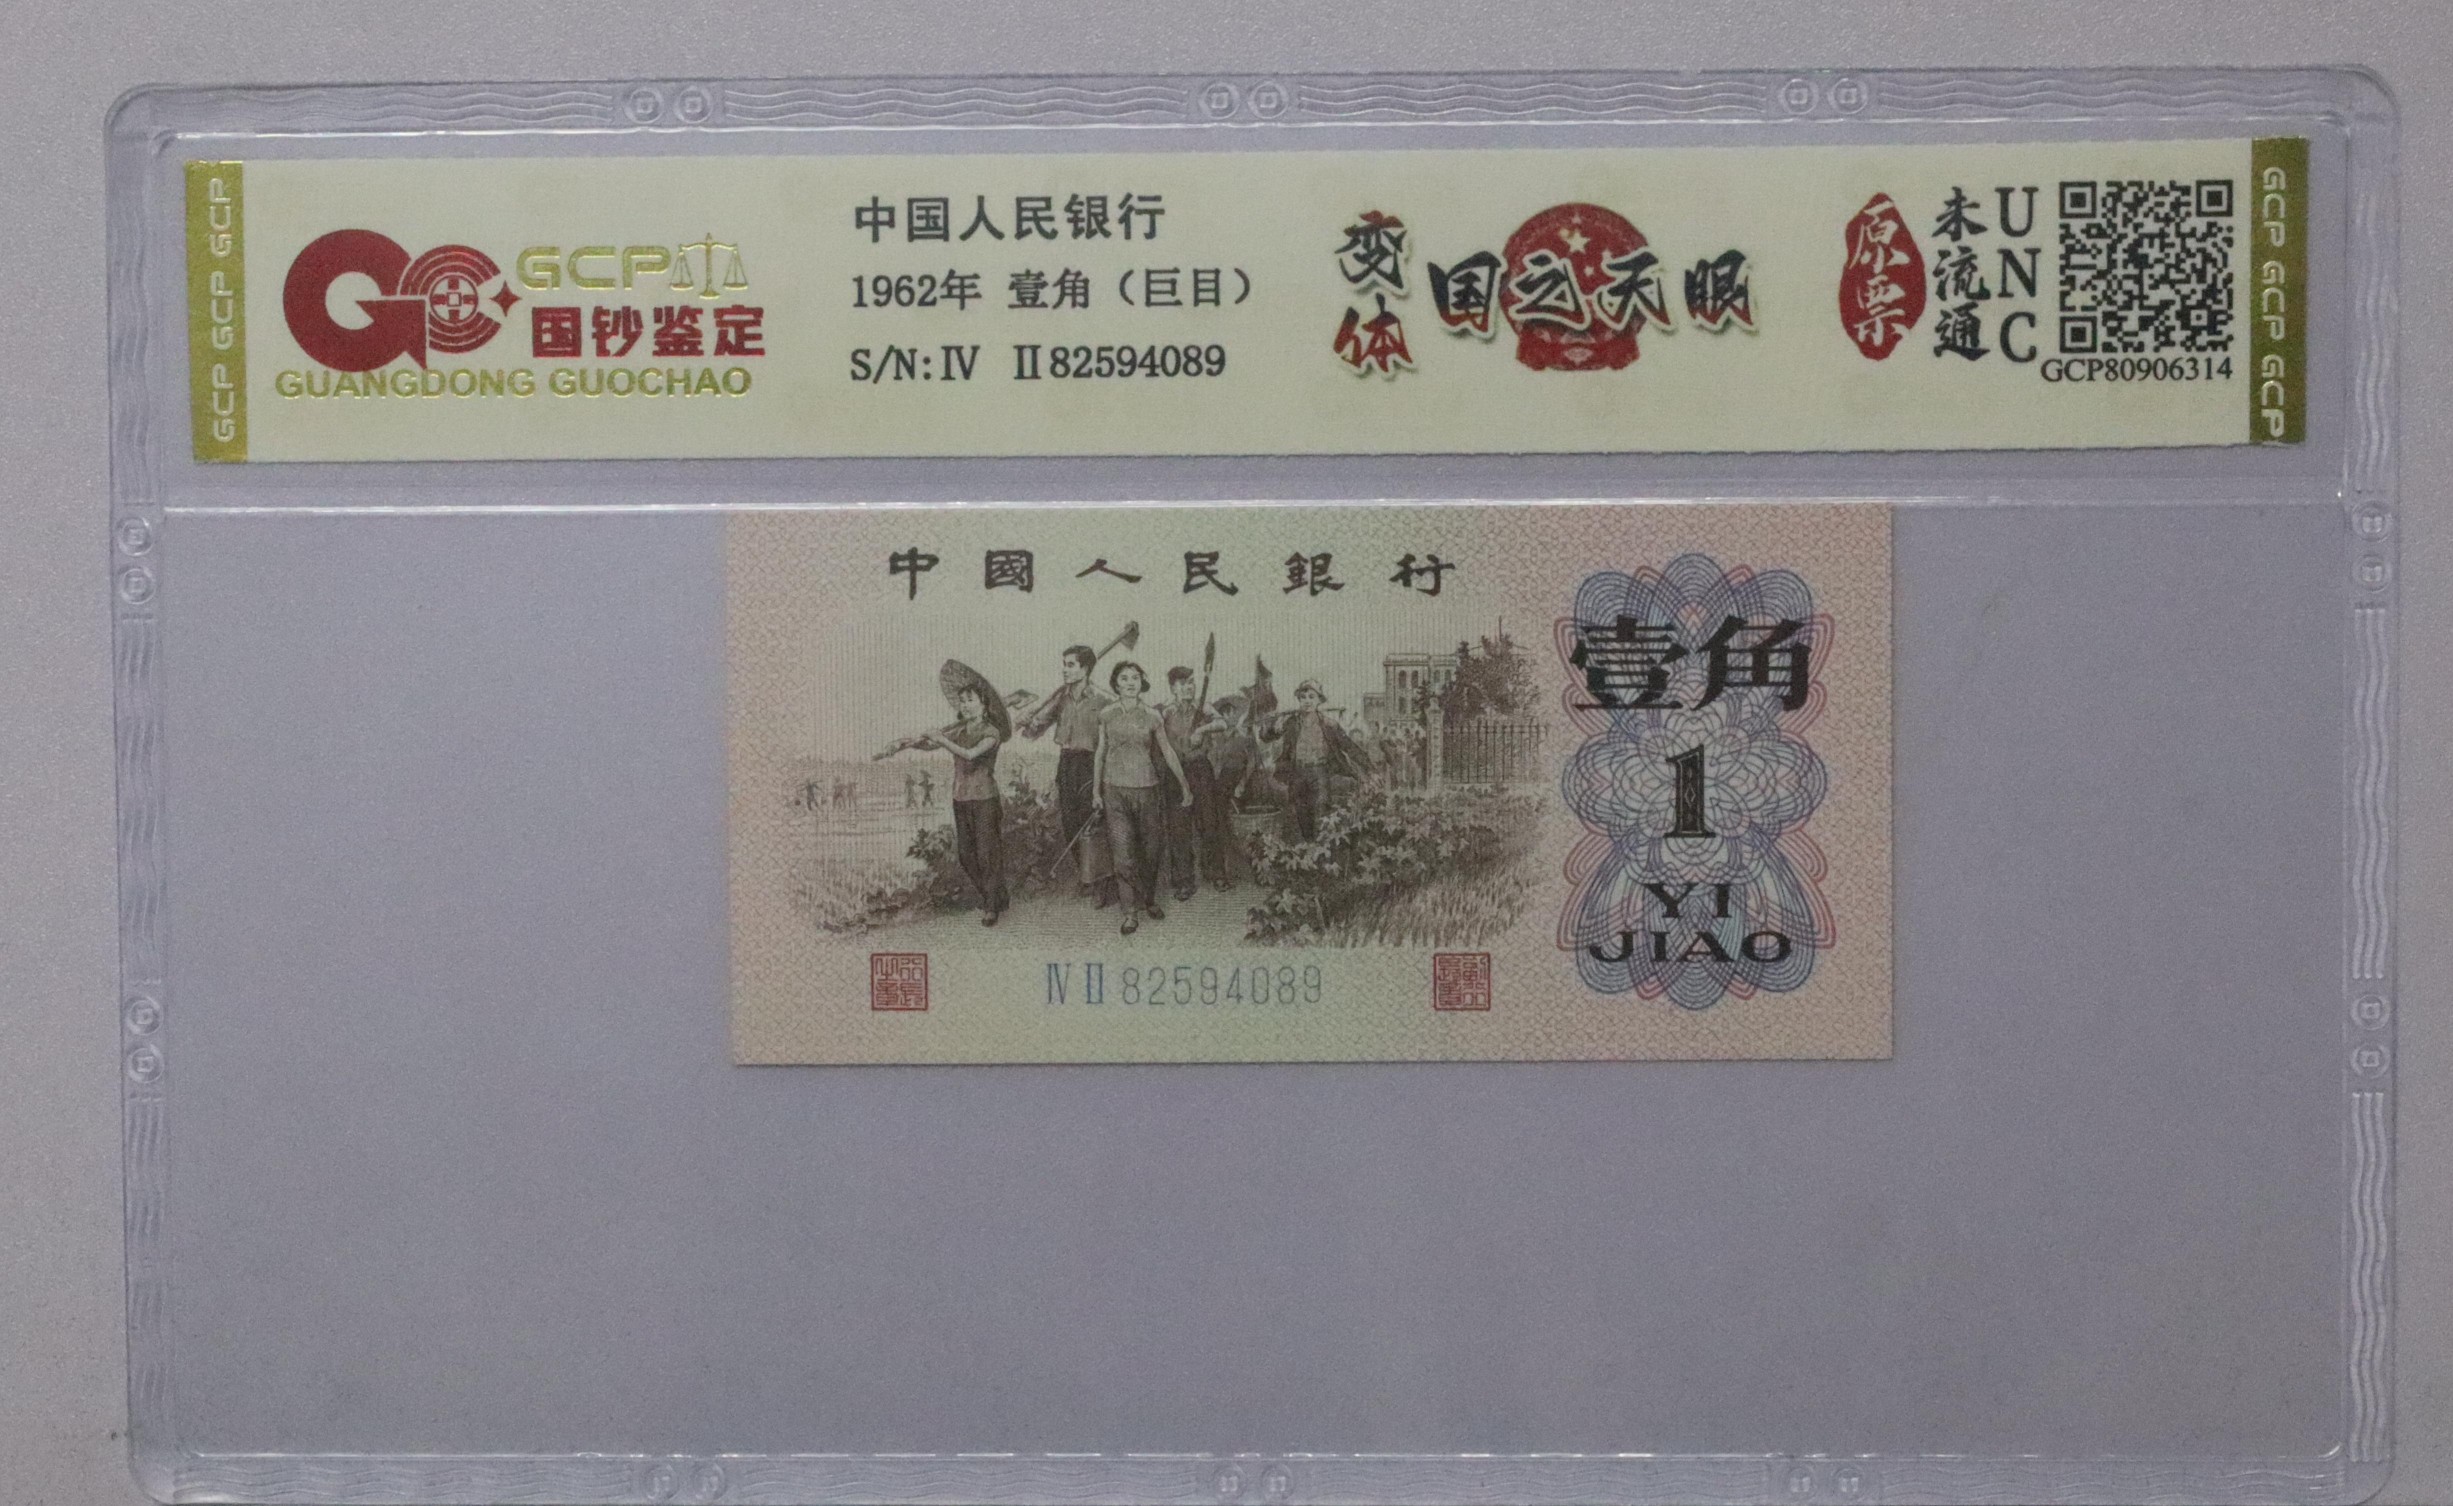 GCP GCP GCP
GCP
国钞鉴定
GUANGDONG GUOCHAO
中国人民银行
1962年 壹角（巨目）
S/N: IV II 82594089
变体
国之天眼
原票
未流通
UNC
GCP80906314
GCP GCP GCP
中國人民銀行
壹角
1
YI
JIAO
IV II 82594089